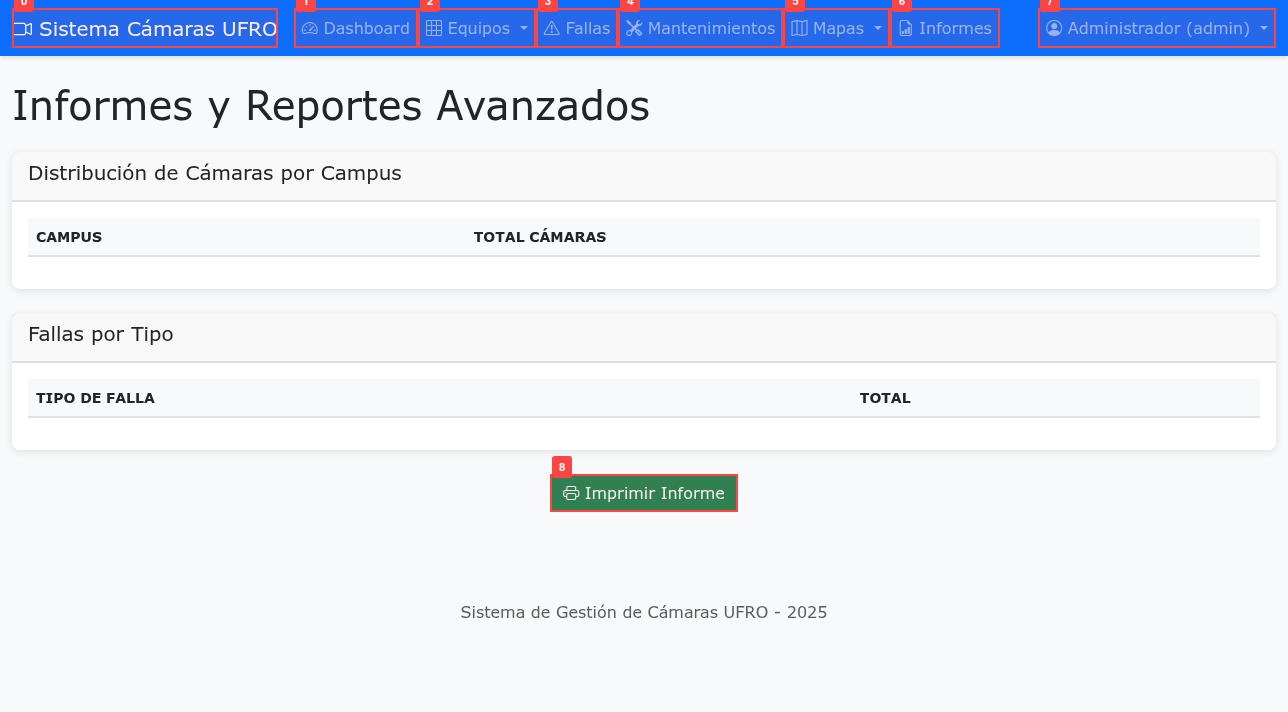 0 1 2 3 4 5 6 7
Sistema Cámaras UFRO Dashboard Equipos Fallas Mantenimientos Mapas Informes Administrador (admin)
Informes y Reportes Avanzados
Distribución de Cámaras por Campus
CAMPUS TOTAL CÁMARAS
Fallas por Tipo
TIPO DE FALLA TOTAL
8
Imprimir Informe
Sistema de Gestión de Cámaras UFRO - 2025